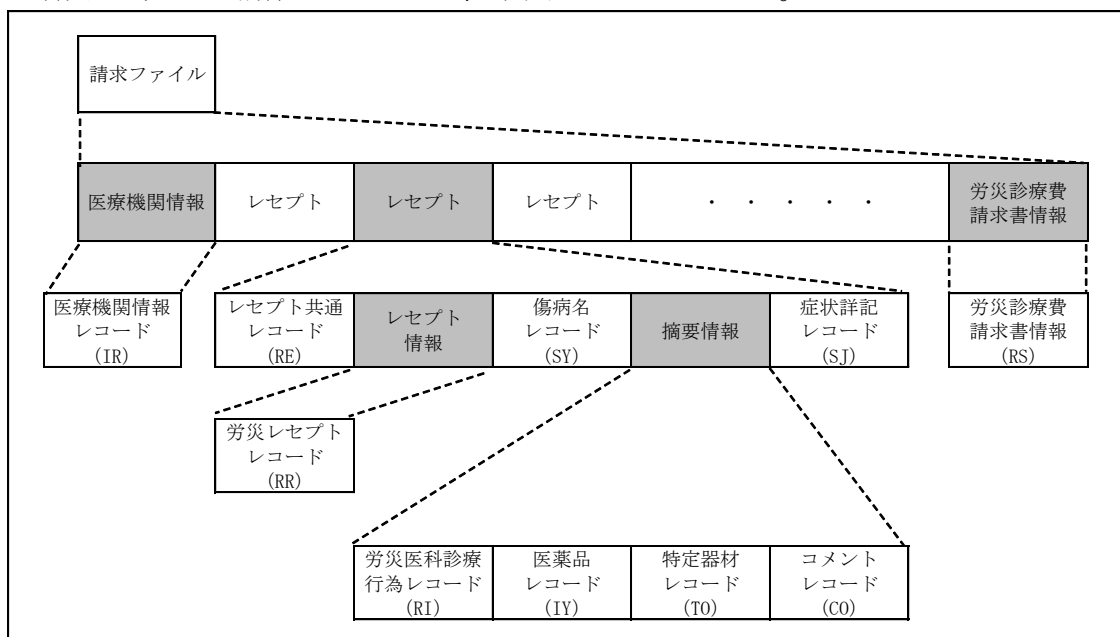 請求ファイル
医療機関情報
レセプト
レセプト
レセプト
・ ・ ・ ・ ・
労災診療費
請求書情報
医療機関情報
レコード
(IR)
レセプト共通
レコード
(RE)
レセプト
情報
傷病名
レコード
(SY)
摘要情報
症状詳記
レコード
(SJ)
労災診療費
請求書情報
(RS)
労災レセプト
レコード
(RR)
労災医科診療
行為レコード
(RI)
医薬品
レコード
(IY)
特定器材
レコード
(TO)
コメント
レコード
(CO)